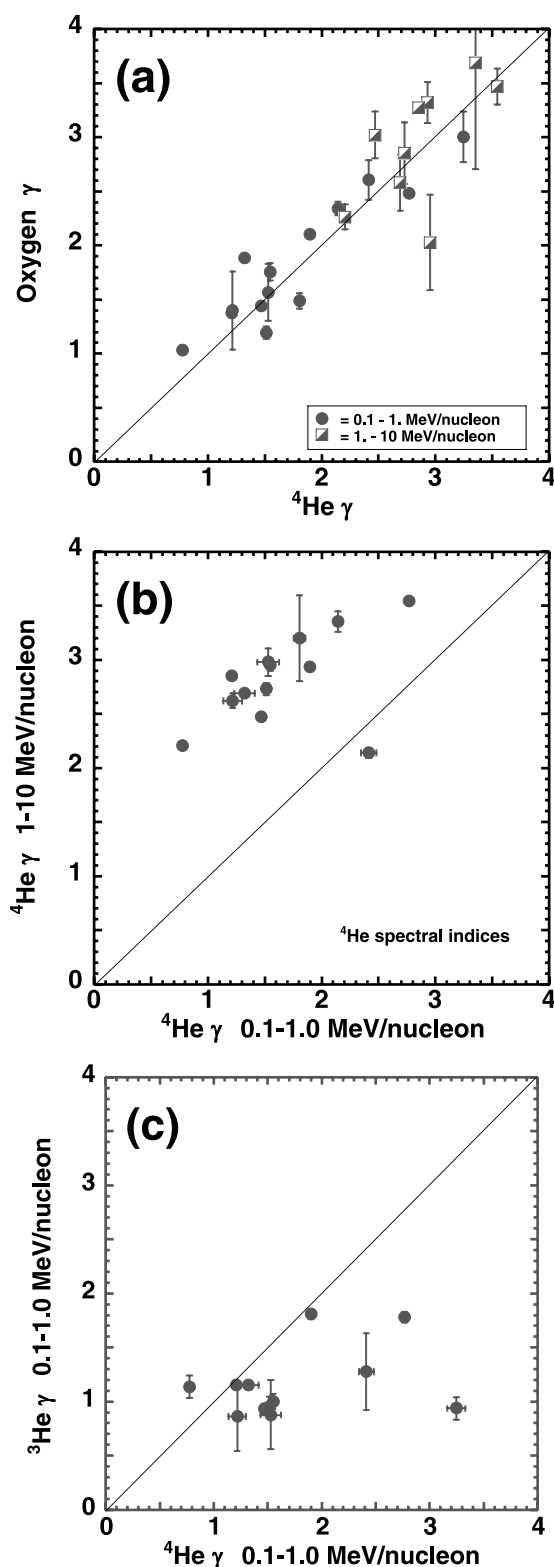 4
(a)
3
Oxygen γ
2
1
= 0.1 - 1. MeV/nucleon
= 1. - 10 MeV/nucleon
0
0 1 2 3 4
⁴He γ
4
(b)
3
⁴He γ 1-10 MeV/nucleon
2
1
⁴He spectral indices
0
0 1 2 3 4
⁴He γ 0.1-1.0 MeV/nucleon
4
(c)
3
³He γ 0.1-1.0 MeV/nucleon
2
1
0
0 1 2 3 4
⁴He γ 0.1-1.0 MeV/nucleon